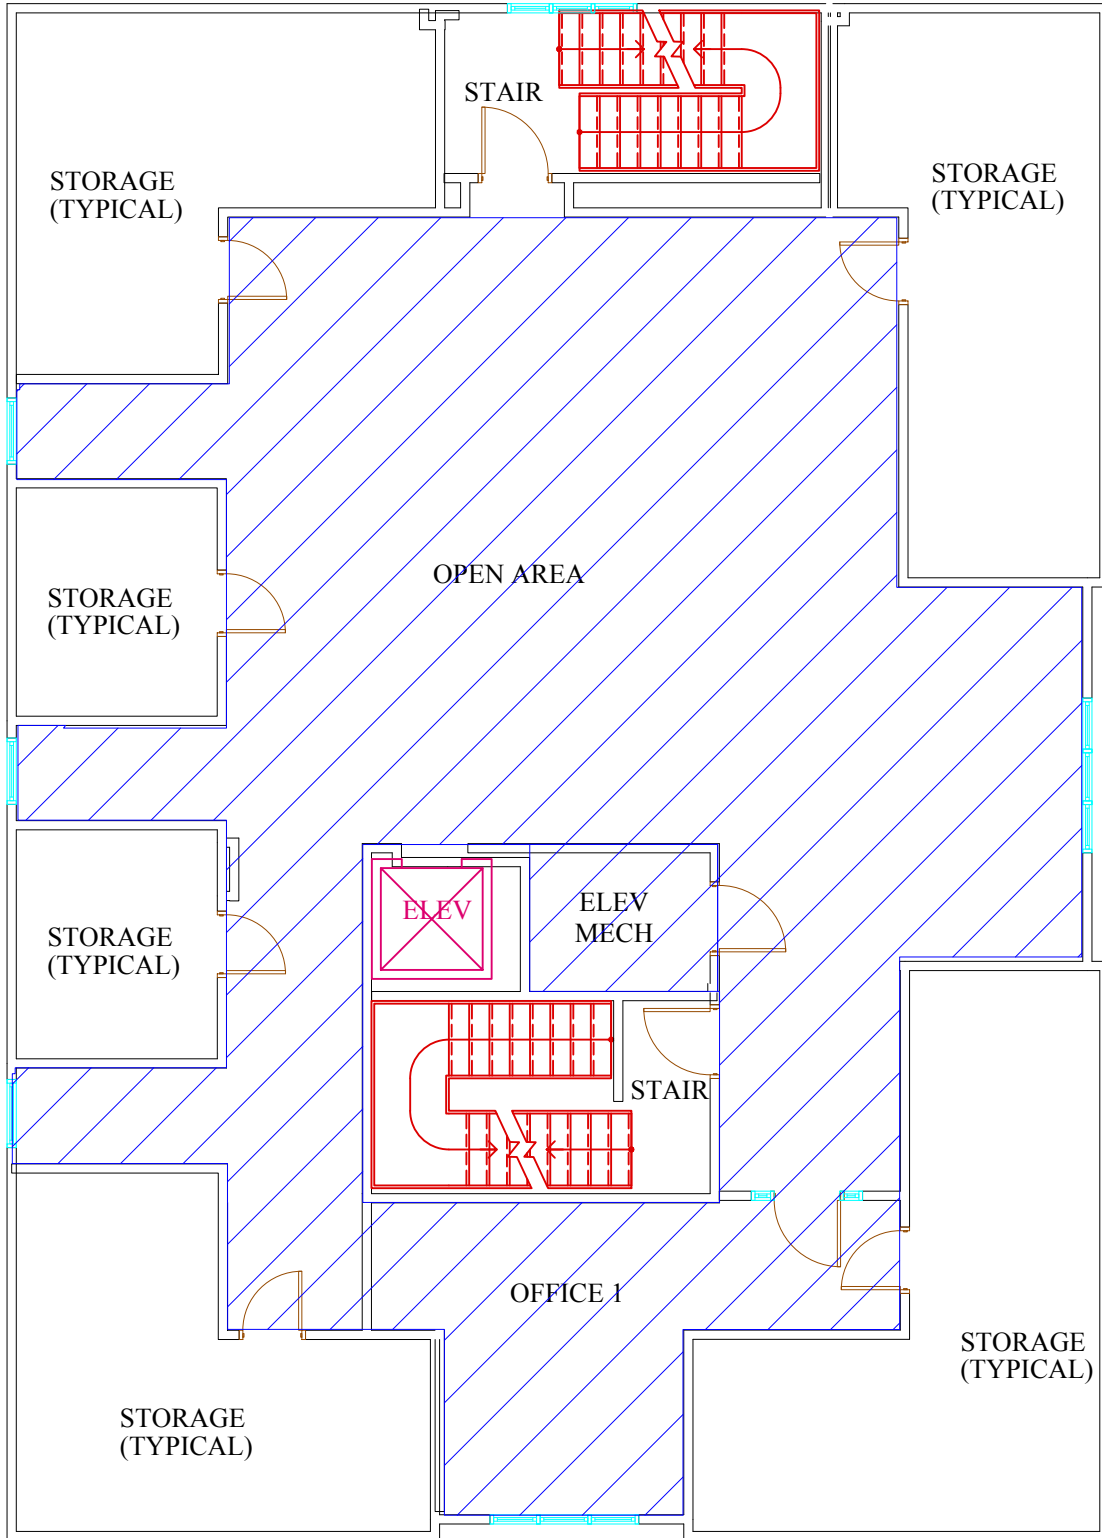 STAIR
STORAGE
(TYPICAL)
STORAGE
(TYPICAL)
OPEN AREA
STORAGE
(TYPICAL)
ELEV
ELEV
MECH
STORAGE
(TYPICAL)
STAIR
OFFICE 1
STORAGE
(TYPICAL)
STORAGE
(TYPICAL)